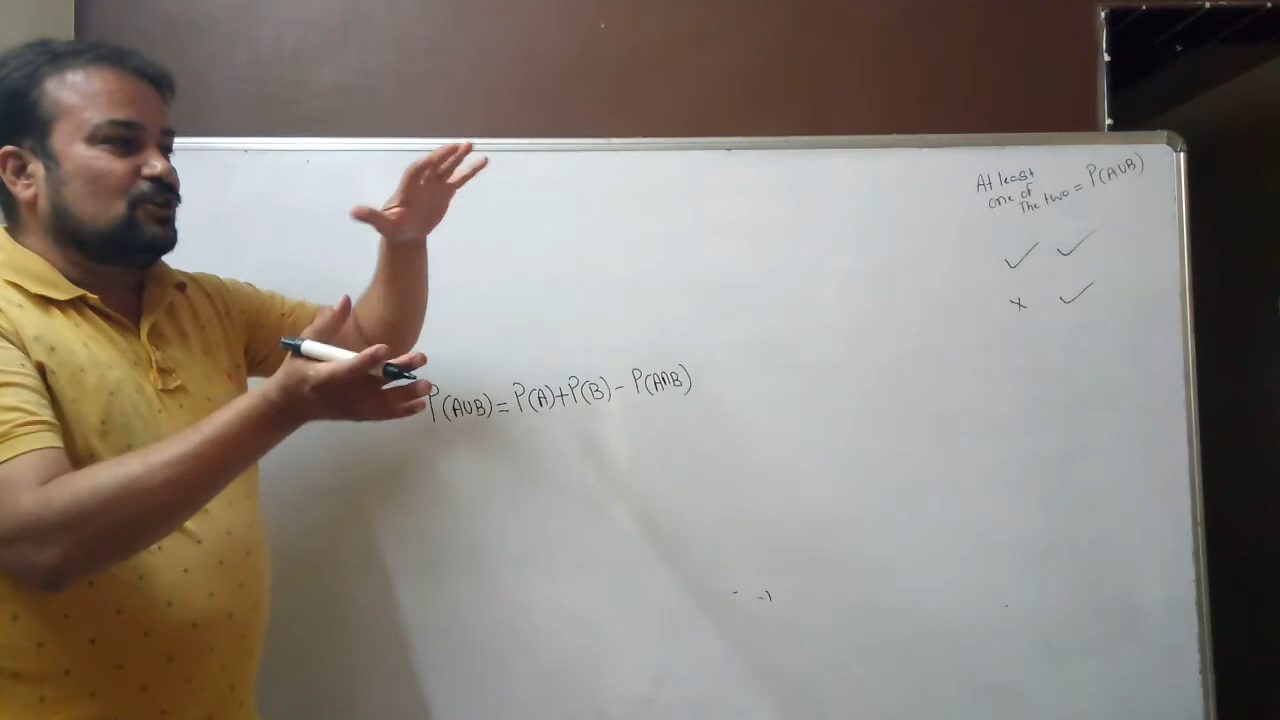 At least
one of
The two = P(A∪B)
✓ ✓
x ✓
P(A∪B) = P(A)+P(B) - P(A∩B)